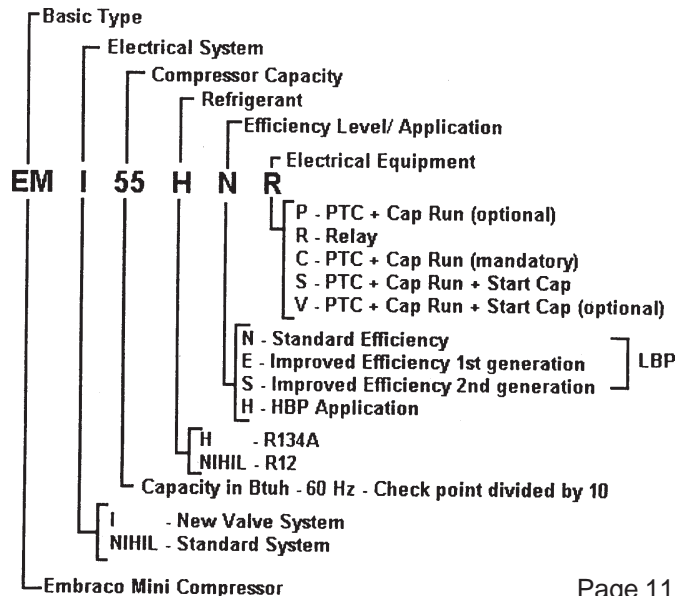 Basic Type
Electrical System
Compressor Capacity
Refrigerant
Efficiency Level/ Application
Electrical Equipment
EM I 55 H N R
P - PTC + Cap Run (optional)
R - Relay
C - PTC + Cap Run (mandatory)
S - PTC + Cap Run + Start Cap
V - PTC + Cap Run + Start Cap (optional)
N - Standard Efficiency
E - Improved Efficiency 1st generation
LBP
S - Improved Efficiency 2nd generation
H - HBP Application
H - R134A
NIHIL - R12
Capacity in Btuh - 60 Hz - Check point divided by 10
I - New Valve System
NIHIL - Standard System
Embraco Mini Compressor
Page 11